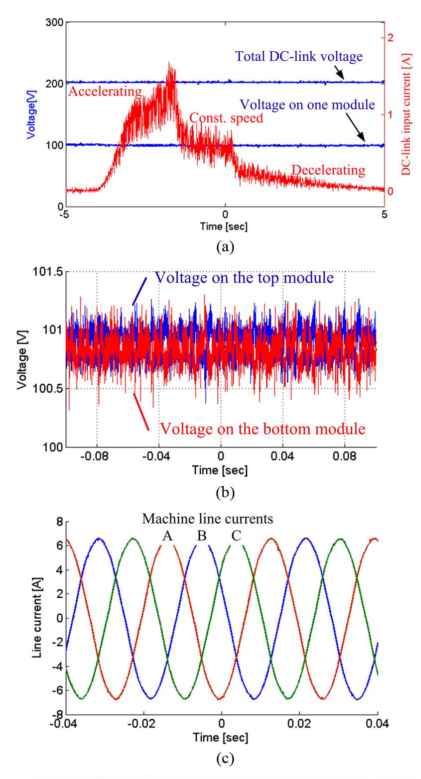 300
Total DC-link voltage
2
200
Accelerating
Voltage on one module
Voltage[V]
Const. speed
1
DC-link input current [A]
100
Decelerating
0
0
-5
0
5
Time [sec]
(a)
101.5
Voltage on the top module
101
Voltage [V]
100.5
Voltage on the bottom module
100
-0.08
-0.04
0
0.04
0.08
Time [sec]
(b)
Machine line currents
8
A B C
6
4
2
0
Line current [A]
-2
-4
-6
-8
-0.04
-0.02
0
0.02
0.04
Time [sec]
(c)